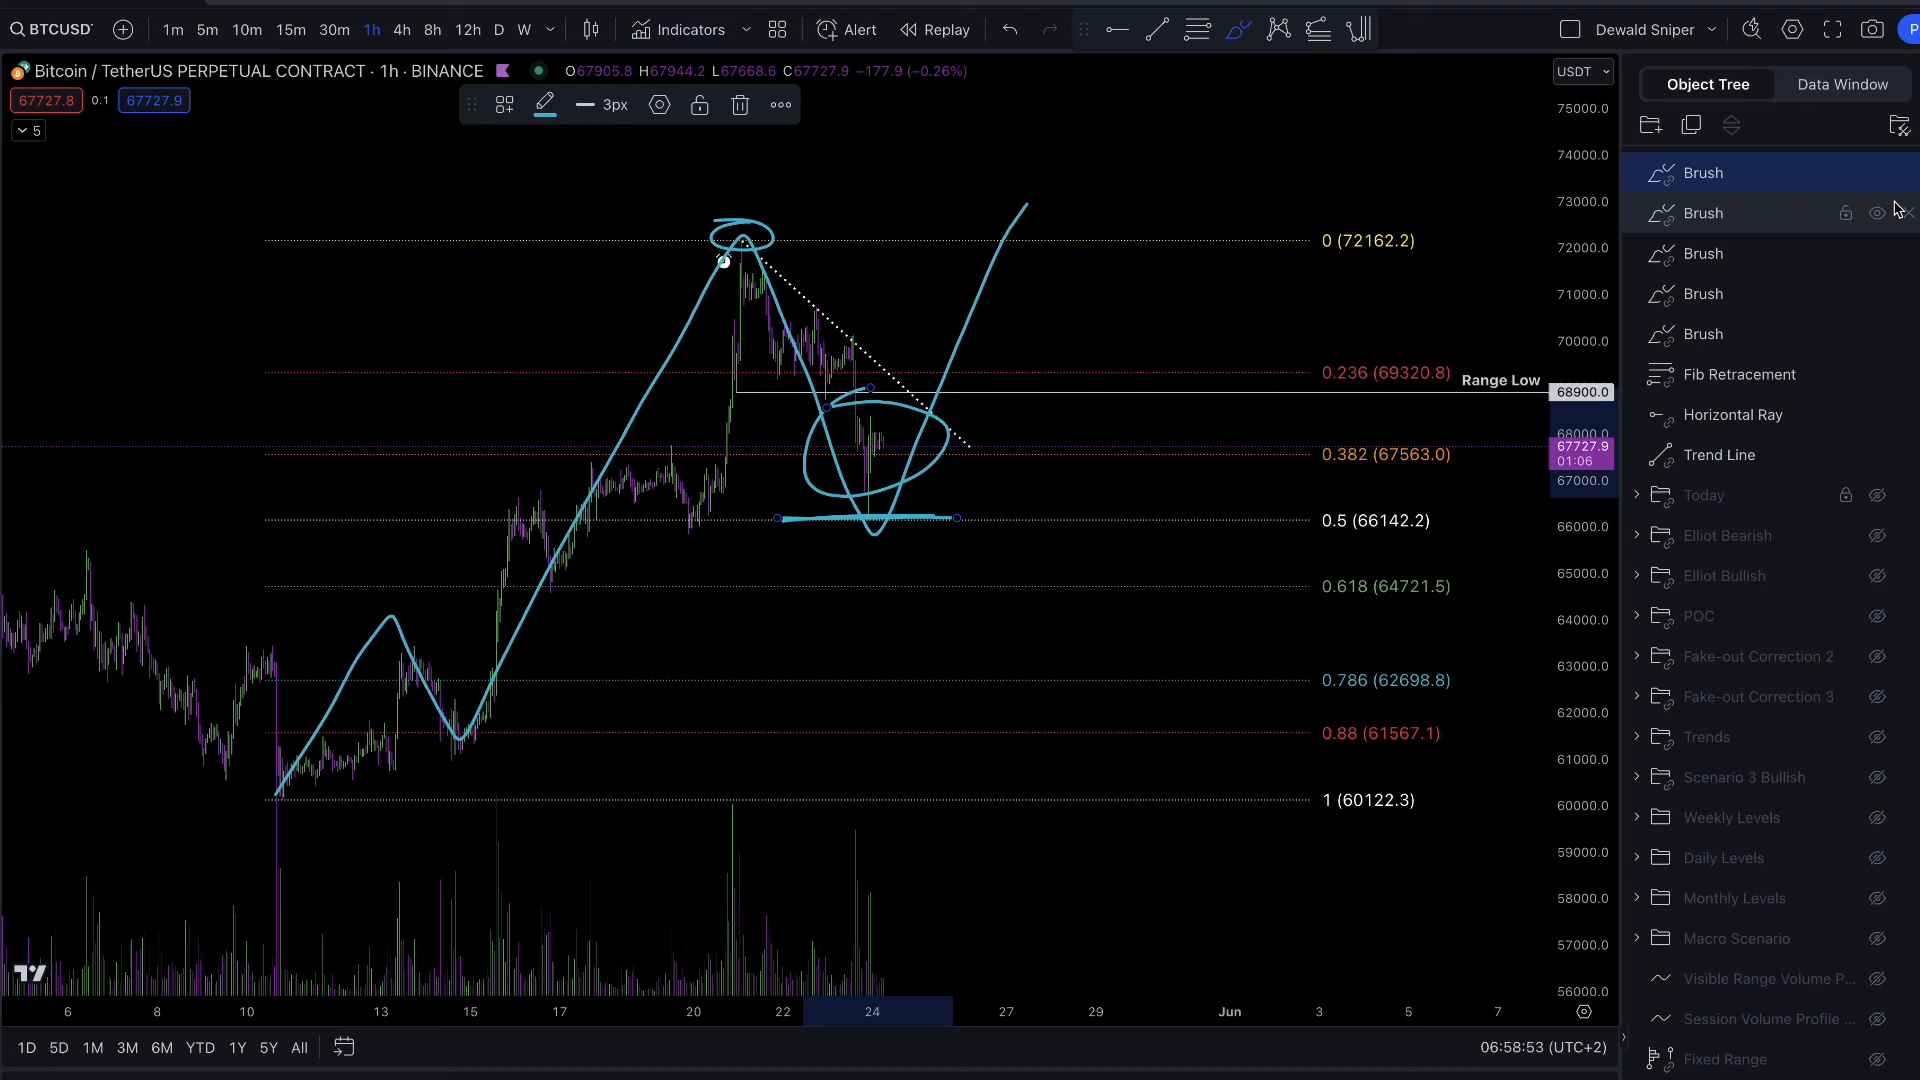 BTCUSD 1m 5m 10m 15m 30m 1h 4h 8h 12h D W Indicators Alert Replay Dewald Sniper P
Bitcoin / TetherUS PERPETUAL CONTRACT · 1h · BINANCE O67905.8 H67944.2 L67668.6 C67727.9 −177.9 (−0.26%)
67727.8 0.1 67727.9
5
3px
USDT
75000.0
74000.0
73000.0
72000.0
71000.0
70000.0
68900.0
68000.0
67727.9
01:06
67000.0
66000.0
65000.0
64000.0
63000.0
62000.0
61000.0
60000.0
59000.0
58000.0
57000.0
56000.0
0 (72162.2)
0.236 (69320.8)
Range Low
0.382 (67563.0)
0.5 (66142.2)
0.618 (64721.5)
0.786 (62698.8)
0.88 (61567.1)
1 (60122.3)
6 8 10 13 15 17 20 22 24 27 29 Jun 3 5 7
1D 5D 1M 3M 6M YTD 1Y 5Y All
06:58:53 (UTC+2)
Object Tree Data Window
Brush
Brush
Brush
Brush
Brush
Fib Retracement
Horizontal Ray
Trend Line
Today
Elliot Bearish
Elliot Bullish
POC
Fake-out Correction 2
Fake-out Correction 3
Trends
Scenario 3 Bullish
Weekly Levels
Daily Levels
Monthly Levels
Macro Scenario
Visible Range Volume P...
Session Volume Profile ...
Fixed Range